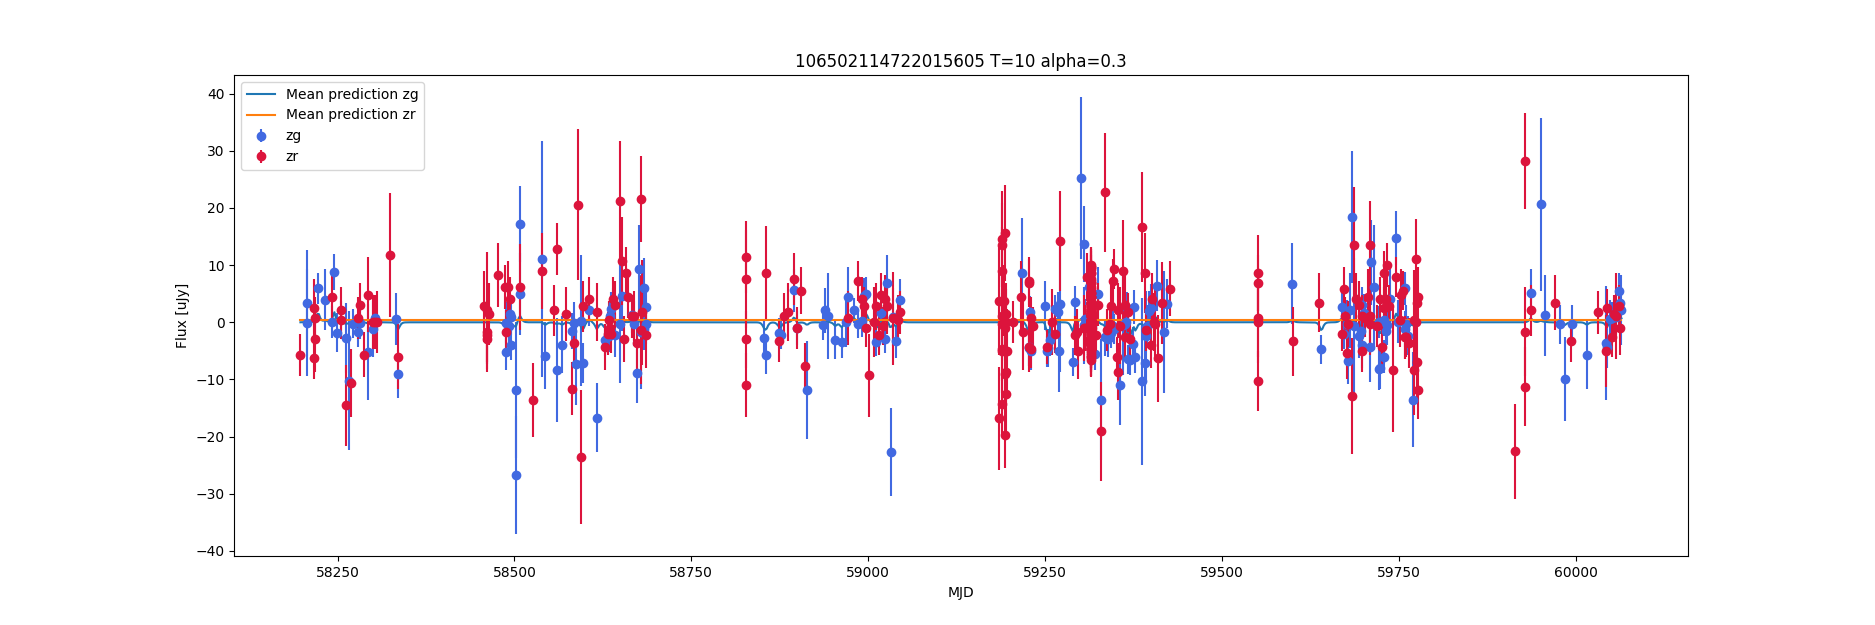 106502114722015605 T=10 alpha=0.3
Mean prediction zg
Mean prediction zr
zg
zr
Flux [uJy]
40
30
20
10
0
−10
−20
−30
−40
58250 58500 58750 59000 59250 59500 59750 60000
MJD